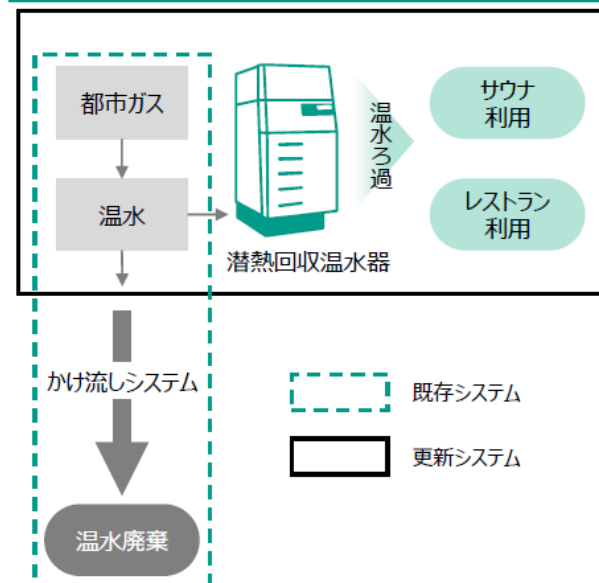 都市ガス
温水
潜熱回収温水器
温水ろ過
サウナ
利用
レストラン
利用
かけ流しシステム
温水廃棄
既存システム
更新システム